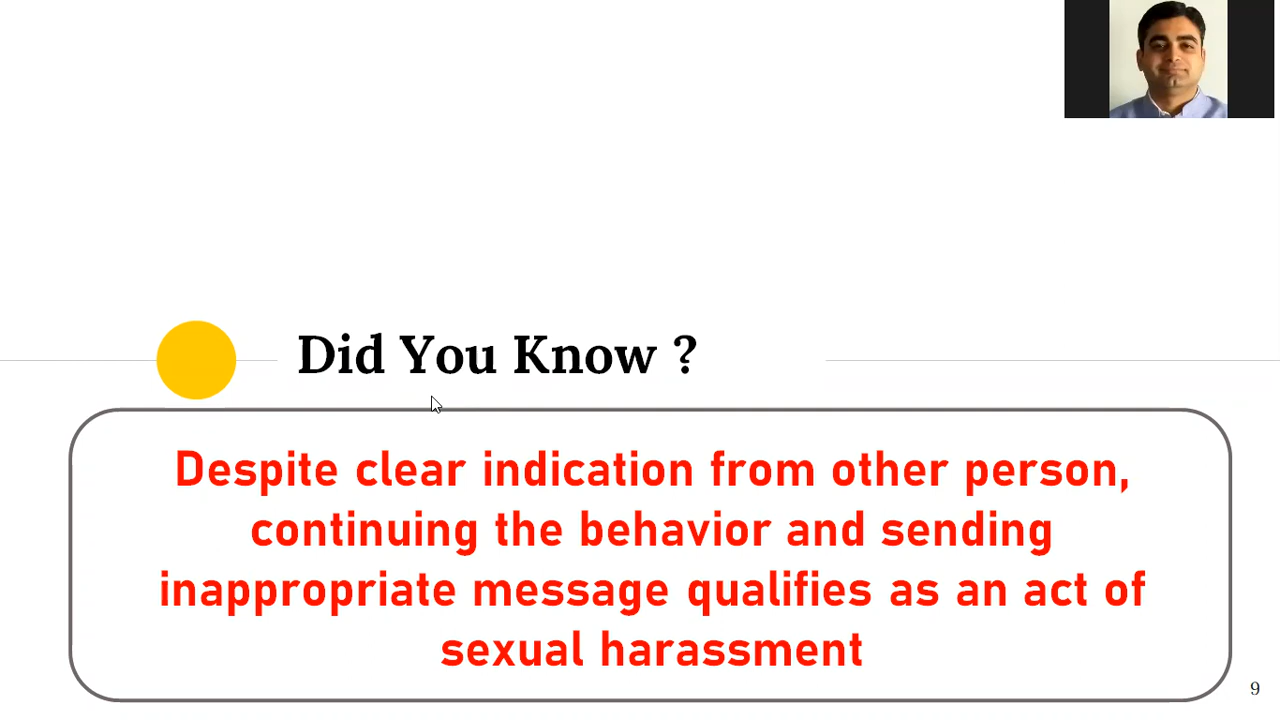 Did You Know ?
Despite clear indication from other person,
continuing the behavior and sending
inappropriate message qualifies as an act of
sexual harassment
9